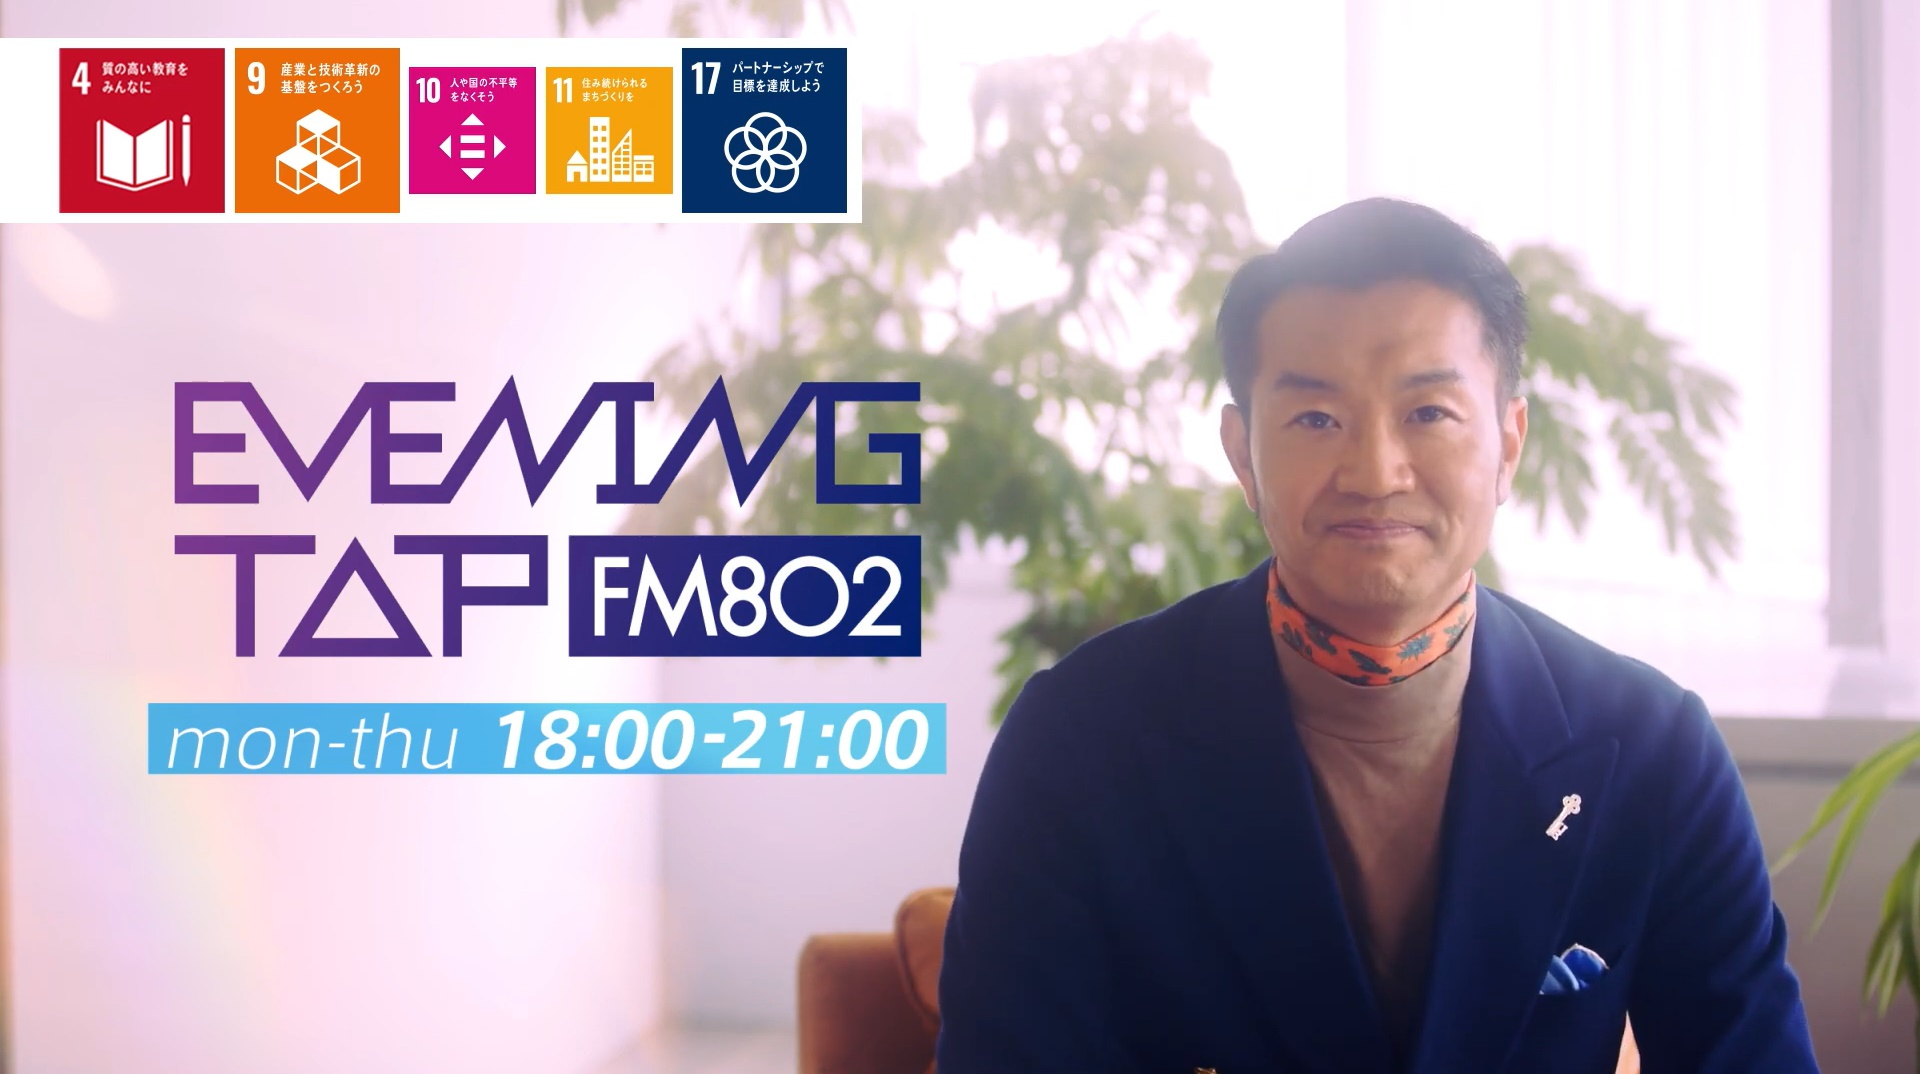 4 質の高い教育を
みんなに
9 産業と技術革新の
基盤をつくろう
10 人や国の不平等
をなくそう
11 住み続けられる
まちづくりを
17 パートナーシップで
目標を達成しよう
EVENING
TAP FM802
mon-thu 18:00-21:00